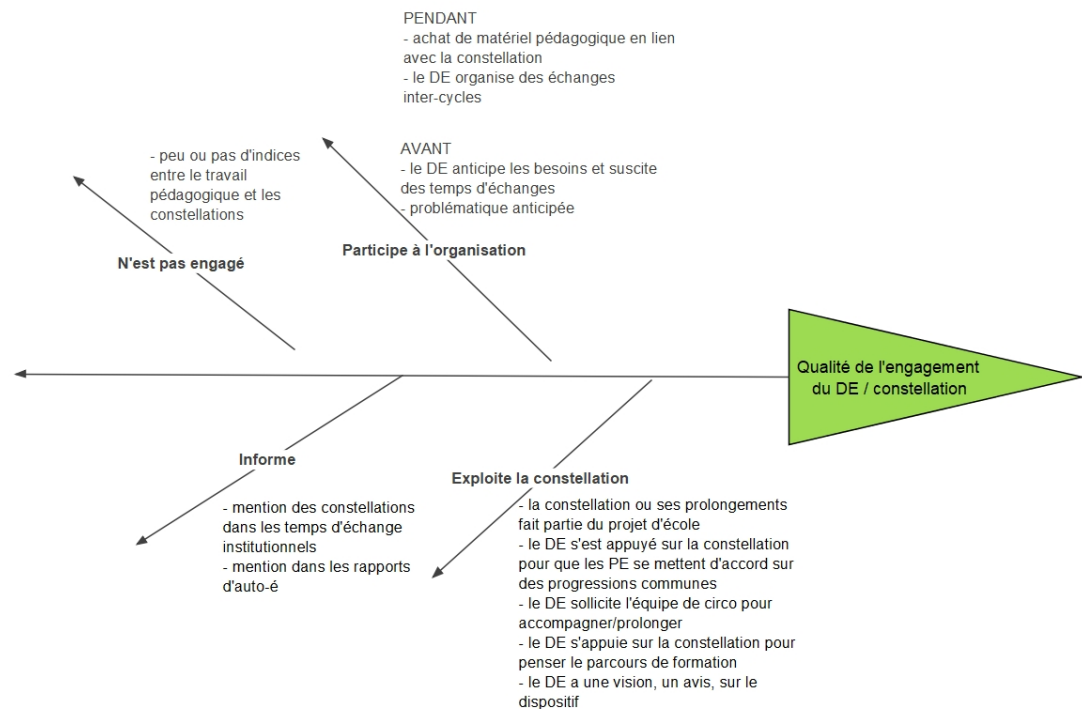 PENDANT
- achat de matériel pédagogique en lien
avec la constellation
- le DE organise des échanges
inter-cycles
AVANT
- le DE anticipe les besoins et suscite
des temps d'échanges
- problématique anticipée
Participe à l'organisation
- peu ou pas d'indices
entre le travail
pédagogique et les
constellations
N'est pas engagé
Qualité de l'engagement
du DE / constellation
Informe
- mention des constellations
dans les temps d'échange
institutionnels
- mention dans les rapports
d'auto-é
Exploite la constellation
- la constellation ou ses prolongements
fait partie du projet d'école
- le DE s'est appuyé sur la constellation
pour que les PE se mettent d'accord sur
des progressions communes
- le DE sollicite l'équipe de circo pour
accompagner/prolonger
- le DE s'appuie sur la constellation pour
penser le parcours de formation
- le DE a une vision, un avis, sur le
dispositif